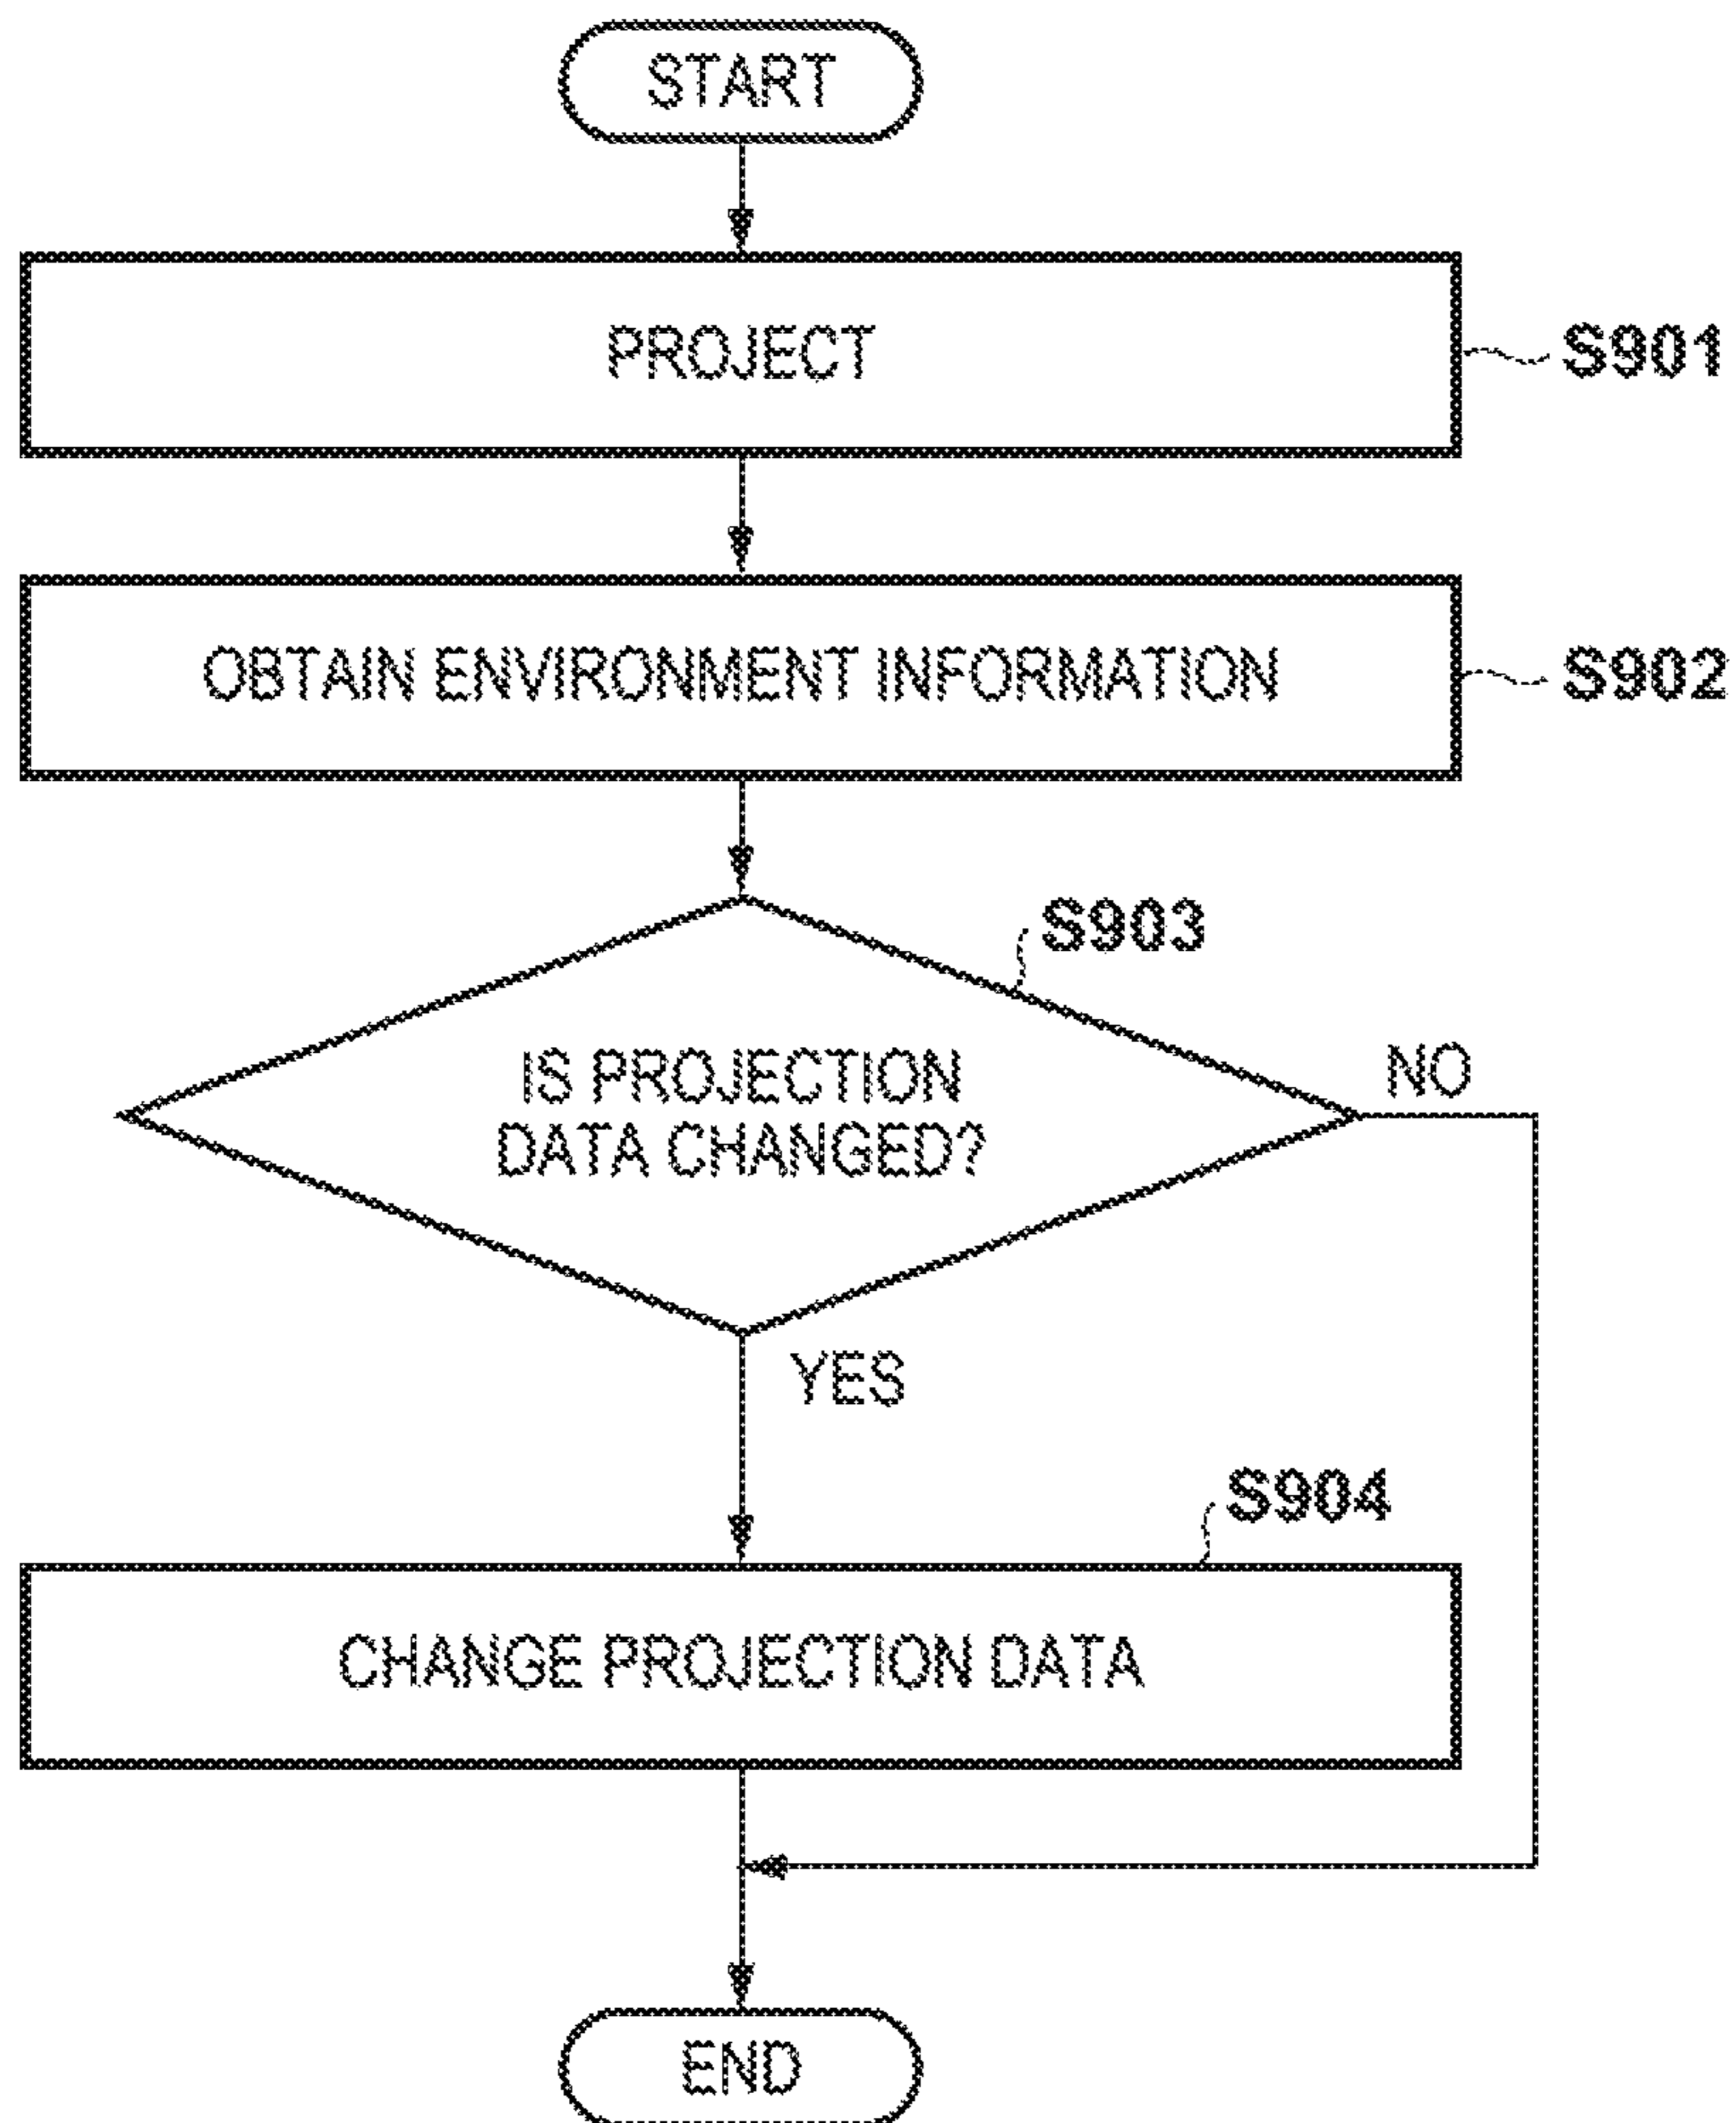 START
PROJECT
S901
OBTAIN ENVIRONMENT INFORMATION
S902
S903
IS PROJECTION
DATA CHANGED?
NO
YES
S904
CHANGE PROJECTION DATA
END